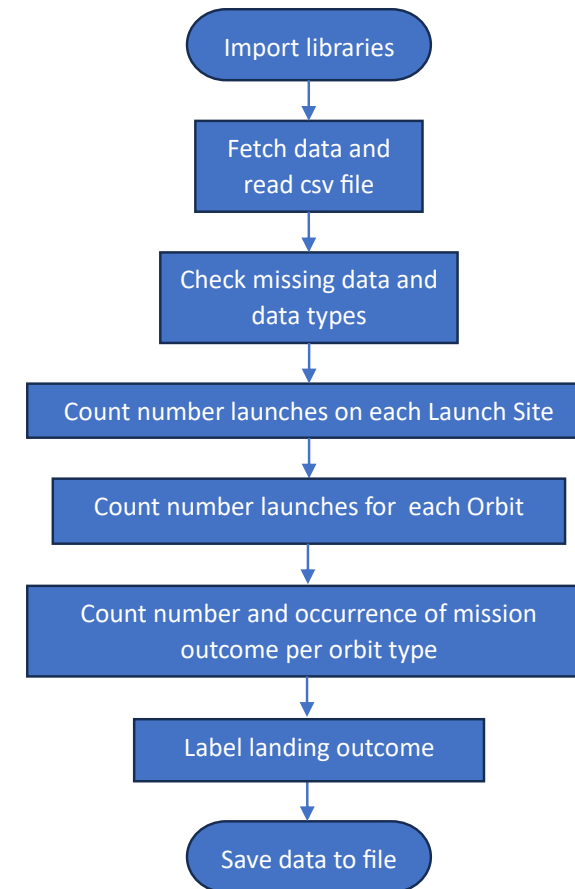 Import libraries
Fetch data and
read csv file
Check missing data and
data types
Count number launches on each Launch Site
Count number launches for each Orbit
Count number and occurrence of mission
outcome per orbit type
Label landing outcome
Save data to file